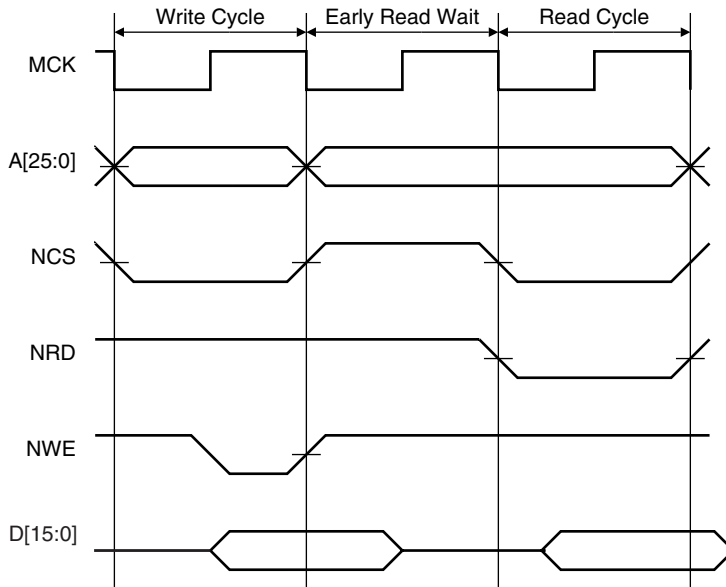 Write Cycle Early Read Wait Read Cycle
MCK
A[25:0]
NCS
NRD
NWE
D[15:0]